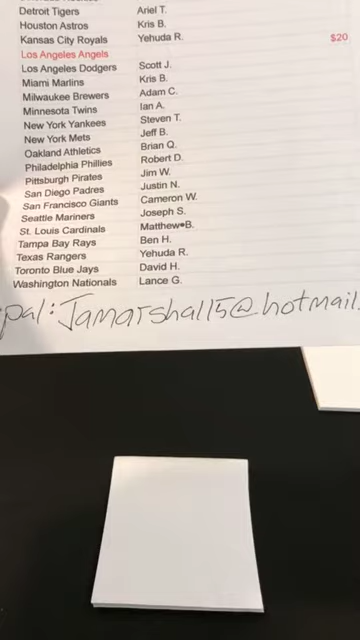 Detroit Tigers Ariel T.
Houston Astros Kris B.
Kansas City Royals Yehuda R. $20
Los Angeles Angels
Los Angeles Dodgers Scott J.
Miami Marlins Kris B.
Milwaukee Brewers Adam C.
Minnesota Twins Ian A.
New York Yankees Steven T.
New York Mets Jeff B.
Oakland Athletics Brian Q.
Philadelphia Phillies Robert D.
Pittsburgh Pirates Jim W.
San Diego Padres Justin N.
San Francisco Giants Cameron W.
Seattle Mariners Joseph S.
St. Louis Cardinals Matthew B.
Tampa Bay Rays Ben H.
Texas Rangers Yehuda R.
Toronto Blue Jays David H.
Washington Nationals Lance G.
pal: Jamarshall5@hotmail.